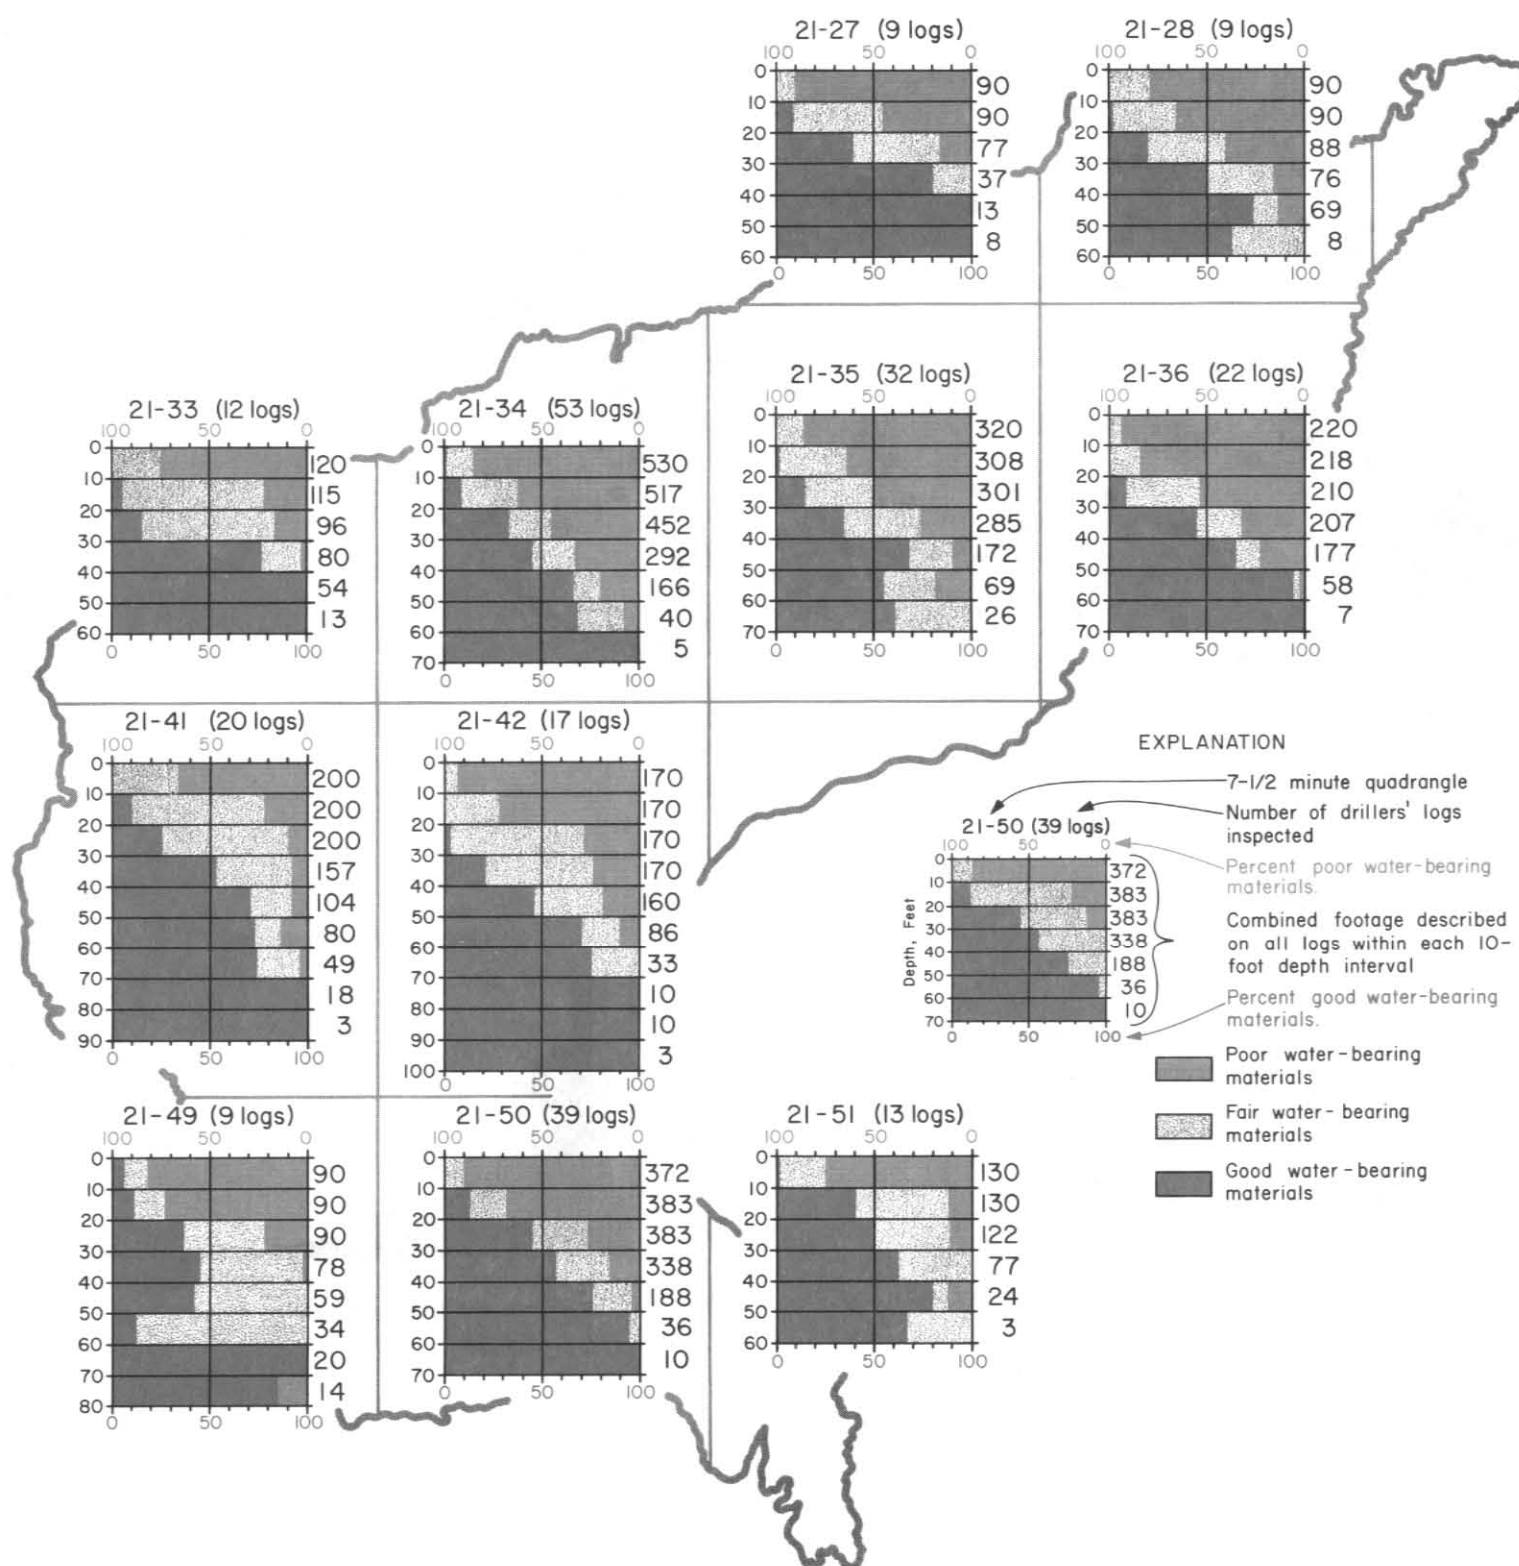 21-27 (9 logs)
100 50 0
0 90
10 90
20 77
30 37
40 13
50 8
60
0 50 100
21-28 (9 logs)
100 50 0
0 90
10 90
20 88
30 76
40 69
50 8
60
0 50 100
21-33 (12 logs)
100 50 0
0 120
10 115
20 96
30 80
40 54
50 13
60
0 50 100
21-34 (53 logs)
100 50 0
0 530
10 517
20 452
30 292
40 166
50 40
60 5
70
0 50 100
21-35 (32 logs)
100 50 0
0 320
10 308
20 301
30 285
40 172
50 69
60 26
70
0 50 100
21-36 (22 logs)
100 50 0
0 220
10 218
20 210
30 207
40 177
50 58
60 7
70
0 50 100
21-41 (20 logs)
100 50 0
0 200
10 200
20 200
30 157
40 104
50 80
60 49
70 18
80 3
90
0 50 100
21-42 (17 logs)
100 50 0
0 170
10 170
20 170
30 170
40 160
50 86
60 33
70 10
80 10
90 3
100
0 50 100
EXPLANATION
7-1/2 minute quadrangle
Number of drillers' logs
inspected
21-50 (39 logs)
100 50 0
Percent poor water-bearing
materials.
Depth, Feet
0 372
10 383
20 383
30 338
40 188
50 36
60 10
70
0 50 100
Combined footage described
on all logs within each 10-
foot depth interval
Percent good water-bearing
materials.
Poor water-bearing
materials
Fair water-bearing
materials
Good water-bearing
materials
21-49 (9 logs)
100 50 0
0 90
10 90
20 90
30 78
40 59
50 34
60 20
70 14
80
0 50 100
21-50 (39 logs)
100 50 0
0 372
10 383
20 383
30 338
40 188
50 36
60 10
70
0 50 100
21-51 (13 logs)
100 50 0
0 130
10 130
20 122
30 77
40 24
50 3
60
0 50 100